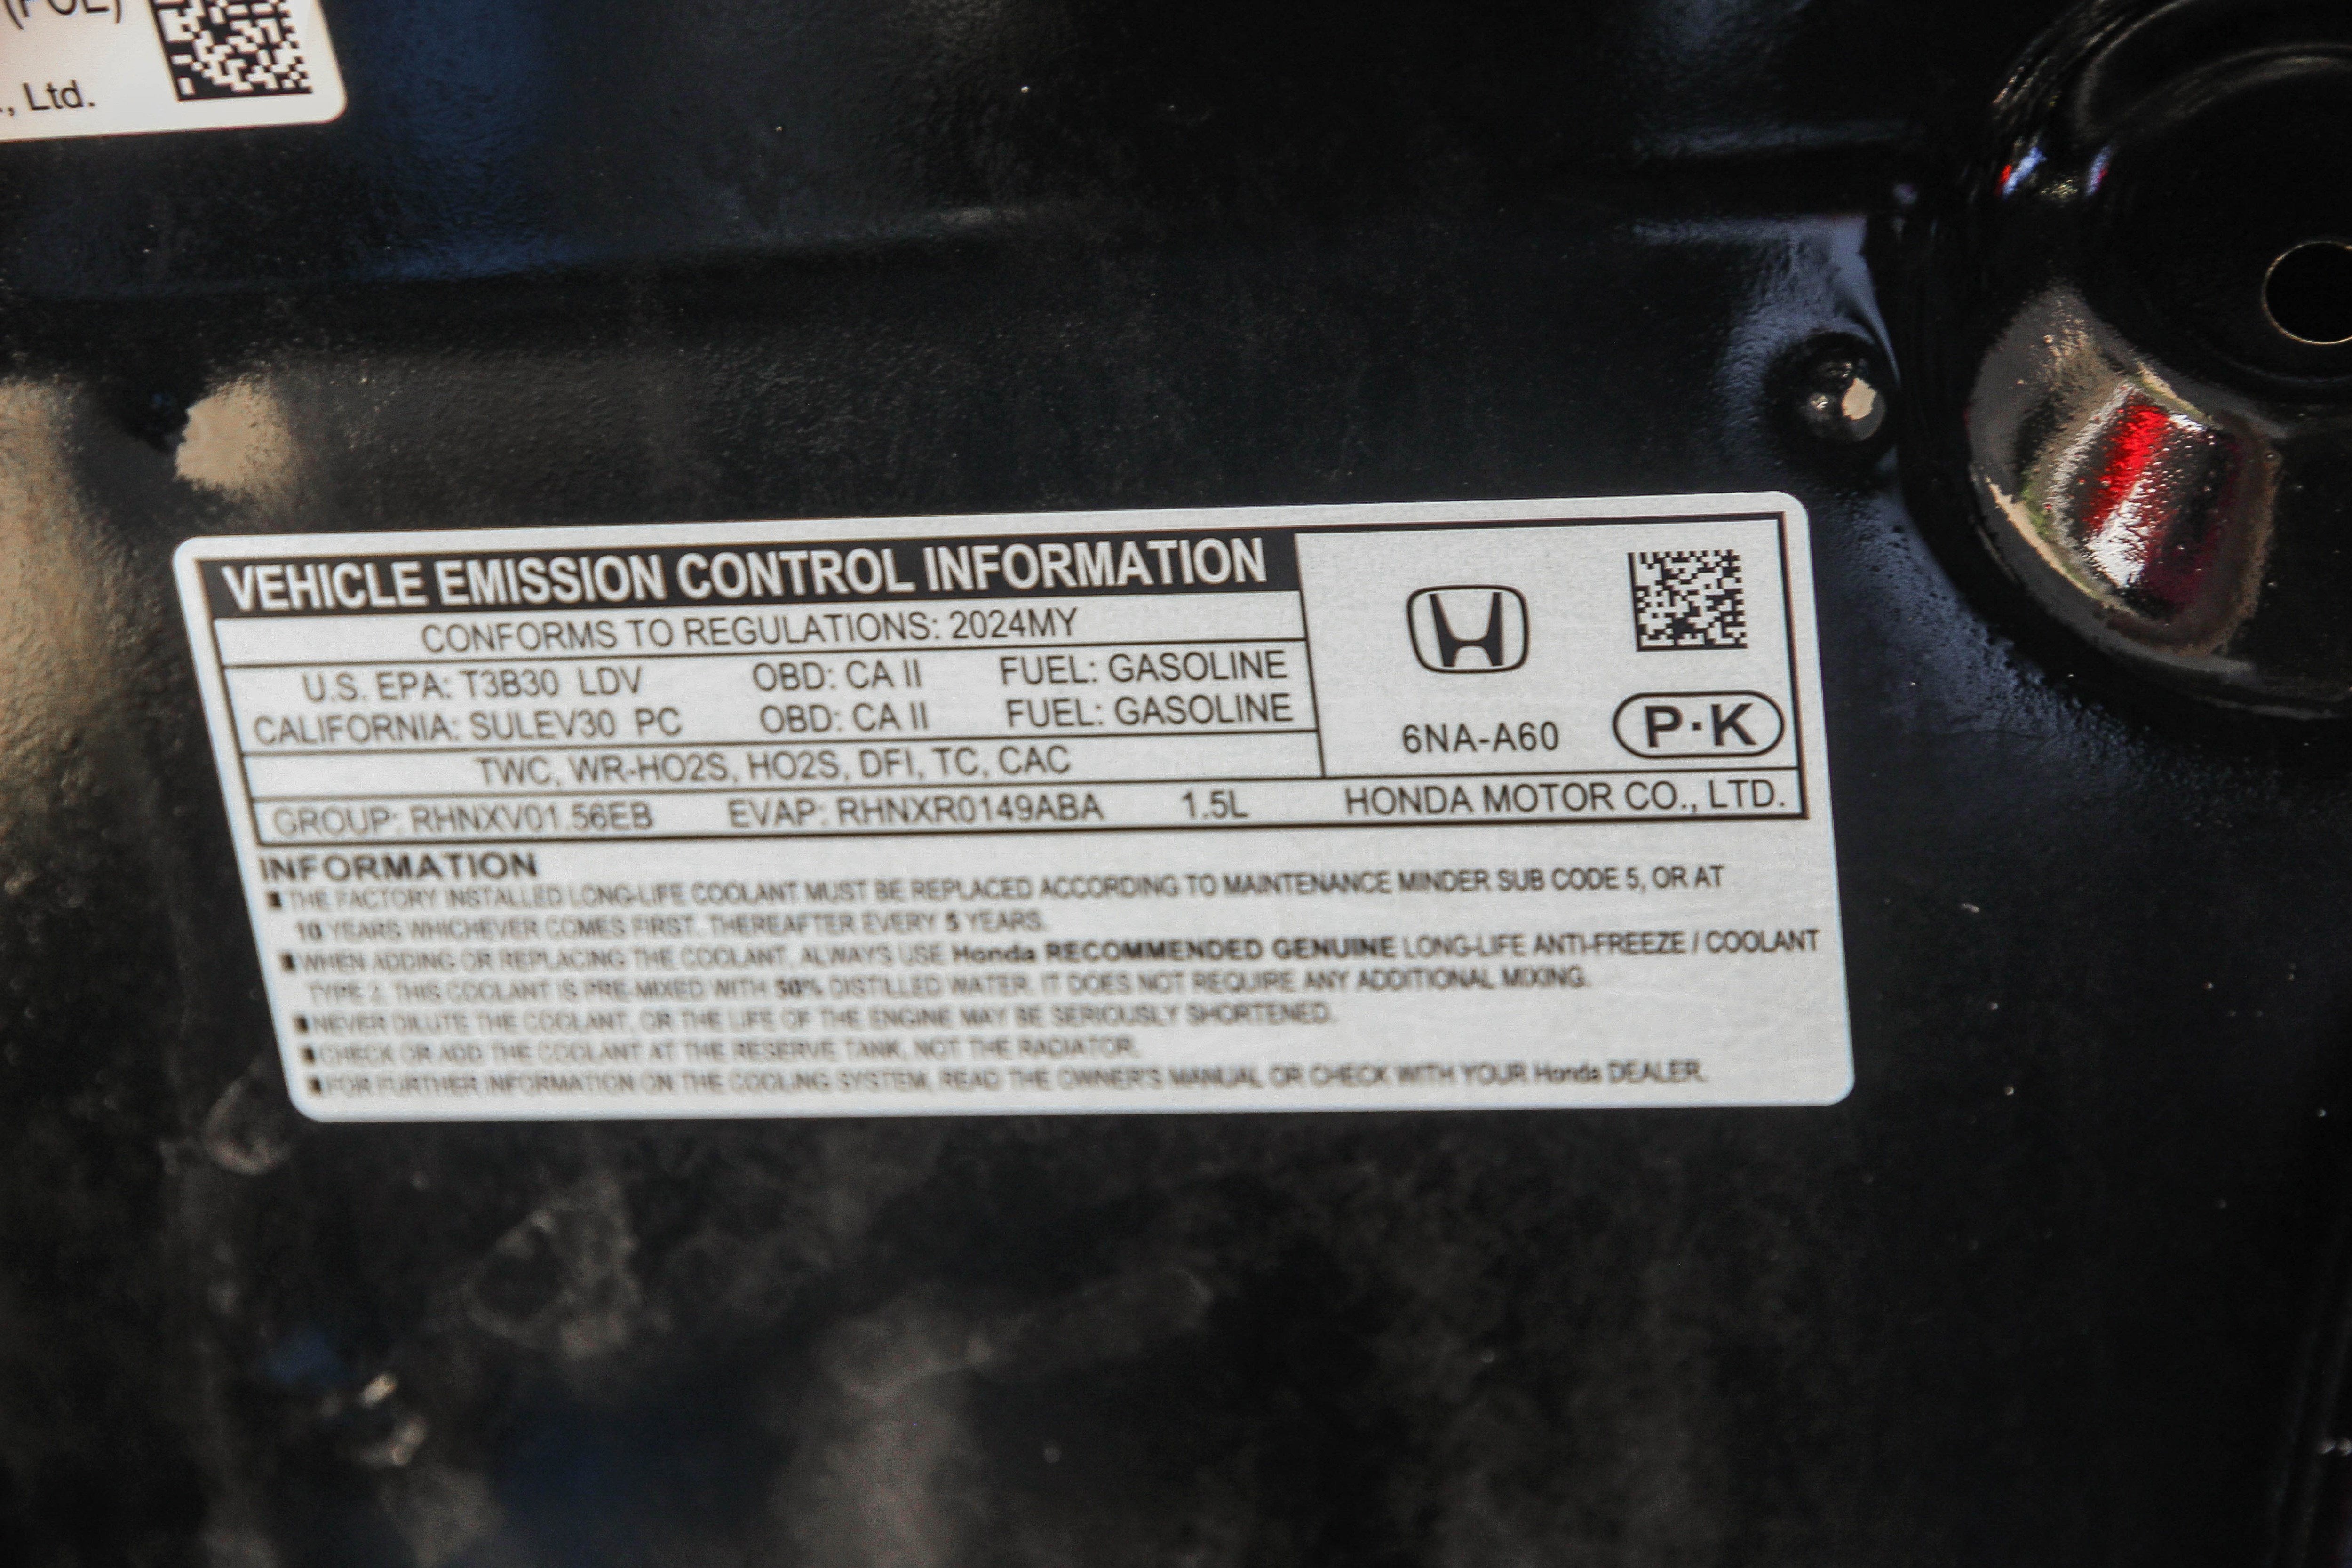 (POL)
., Ltd.
VEHICLE EMISSION CONTROL INFORMATION
CONFORMS TO REGULATIONS: 2024MY
U.S. EPA: T3B30 LDV OBD: CA II FUEL: GASOLINE
CALIFORNIA: SULEV30 PC OBD: CA II FUEL: GASOLINE
TWC, WR-HO2S, HO2S, DFI, TC, CAC
6NA-A60 P·K
GROUP: RHNXV01.56EB EVAP: RHNXR0149ABA 1.5L HONDA MOTOR CO., LTD.
INFORMATION
■THE FACTORY INSTALLED LONG-LIFE COOLANT MUST BE REPLACED ACCORDING TO MAINTENANCE MINDER SUB CODE 5, OR AT
10 YEARS WHICHEVER COMES FIRST. THEREAFTER EVERY 5 YEARS.
■WHEN ADDING OR REPLACING THE COOLANT, ALWAYS USE Honda RECOMMENDED GENUINE LONG-LIFE ANTI-FREEZE / COOLANT
TYPE 2. THIS COOLANT IS PRE-MIXED WITH 50% DISTILLED WATER. IT DOES NOT REQUIRE ANY ADDITIONAL MIXING.
■NEVER DILUTE THE COOLANT, OR THE LIFE OF THE ENGINE MAY BE SERIOUSLY SHORTENED.
■CHECK OR ADD THE COOLANT AT THE RESERVE TANK, NOT THE RADIATOR.
■FOR FURTHER INFORMATION ON THE COOLING SYSTEM, READ THE OWNER'S MANUAL OR CHECK WITH YOUR Honda DEALER.